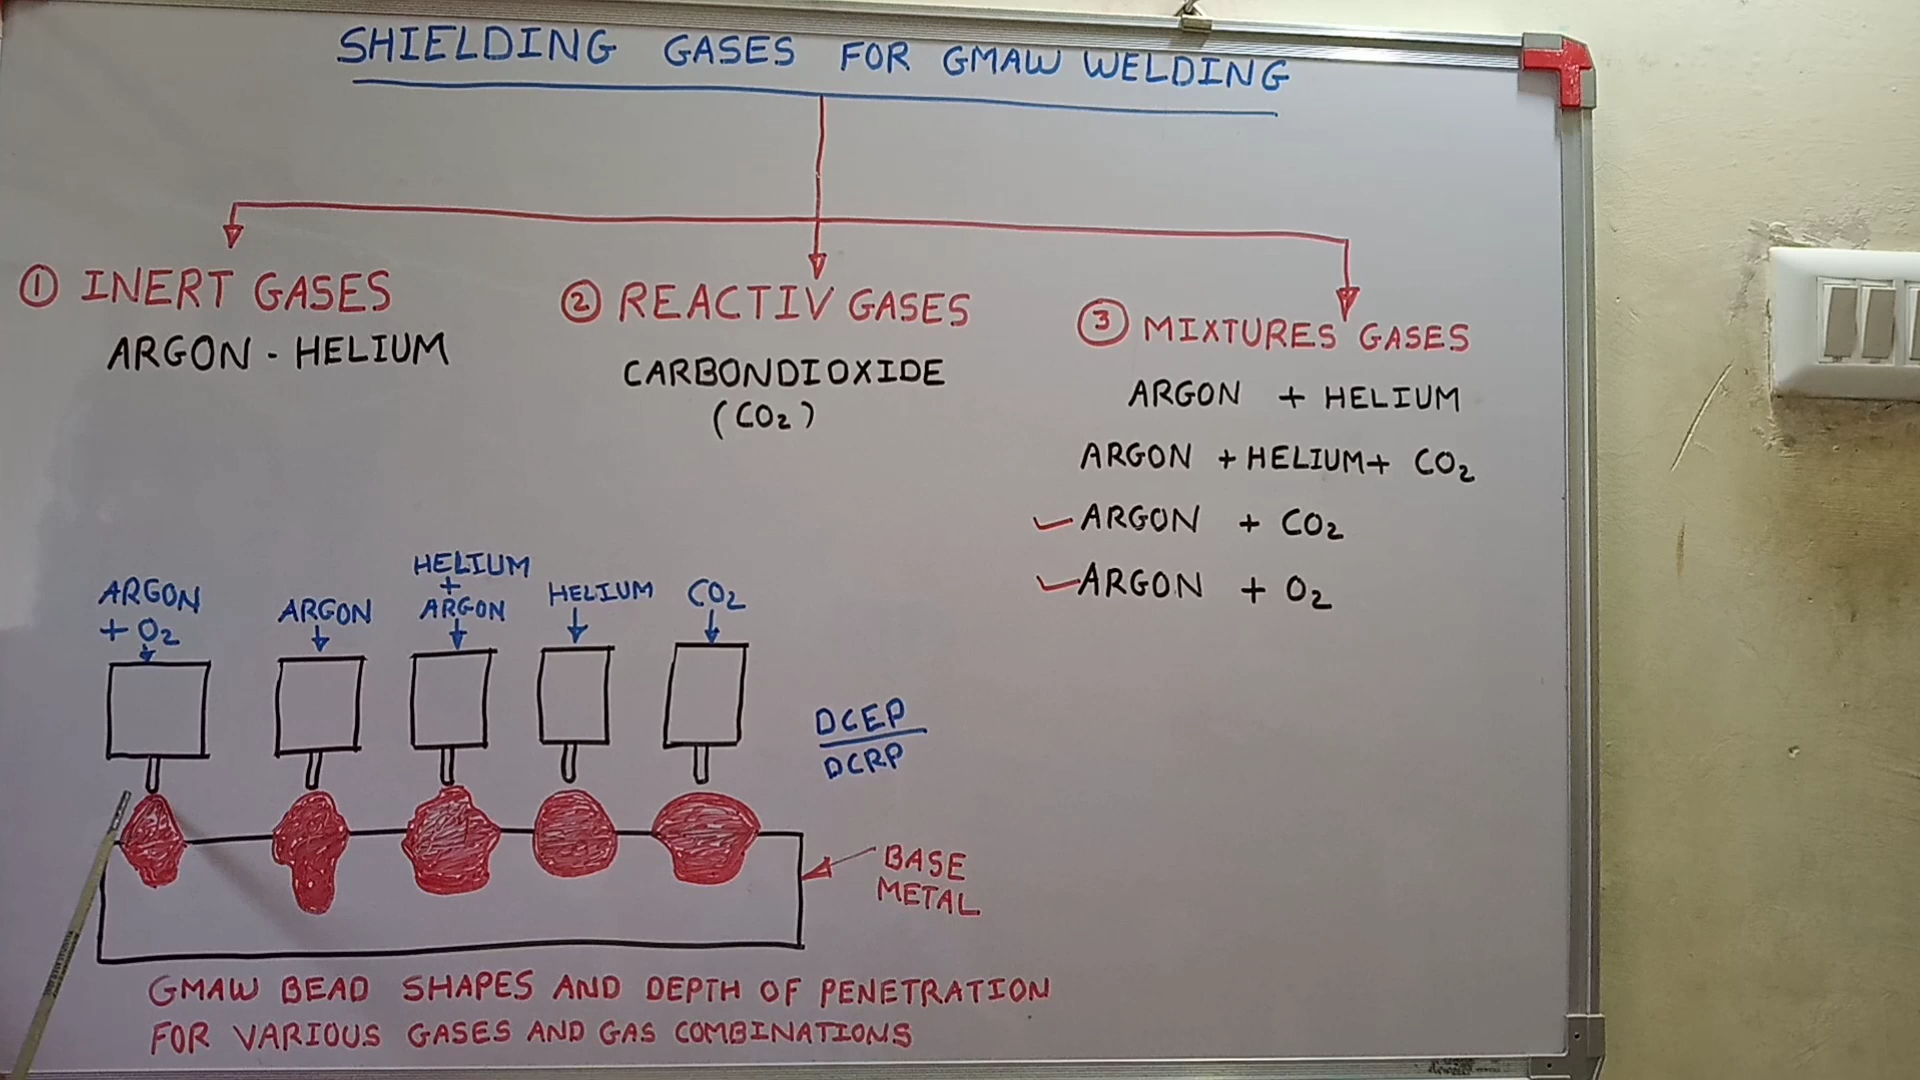 SHIELDING GASES FOR GMAW WELDING
① INERT GASES
ARGON - HELIUM
② REACTIV GASES
CARBONDIOXIDE
(CO₂)
③ MIXTURES GASES
ARGON + HELIUM
ARGON + HELIUM + CO₂
✓ ARGON + CO₂
✓ ARGON + O₂
ARGON
+ O₂
ARGON
HELIUM
+
ARGON
HELIUM
CO₂
DCEP
DCRP
BASE
METAL
GMAW BEAD SHAPES AND DEPTH OF PENETRATION
FOR VARIOUS GASES AND GAS COMBINATIONS